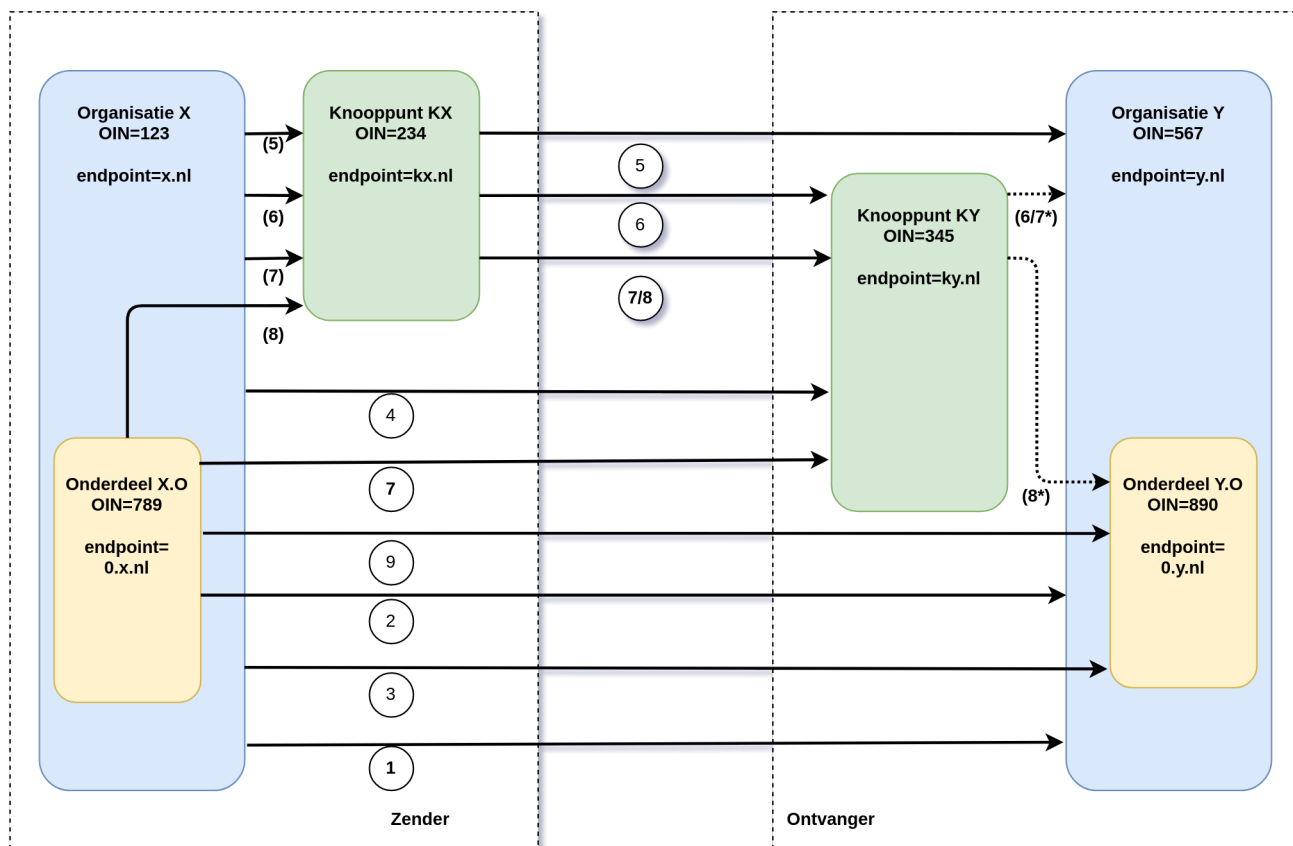 Organisatie X
OIN=123
endpoint=x.nl
Knooppunt KX
OIN=234
endpoint=kx.nl
Organisatie Y
OIN=567
endpoint=y.nl
(5)
5
(6)
6
Knooppunt KY
OIN=345
endpoint=ky.nl
(6/7*)
(7)
7/8
(8)
4
Onderdeel X.O
OIN=789
endpoint=
0.x.nl
7
(8*)
Onderdeel Y.O
OIN=890
endpoint=
0.y.nl
9
2
3
1
Zender
Ontvanger